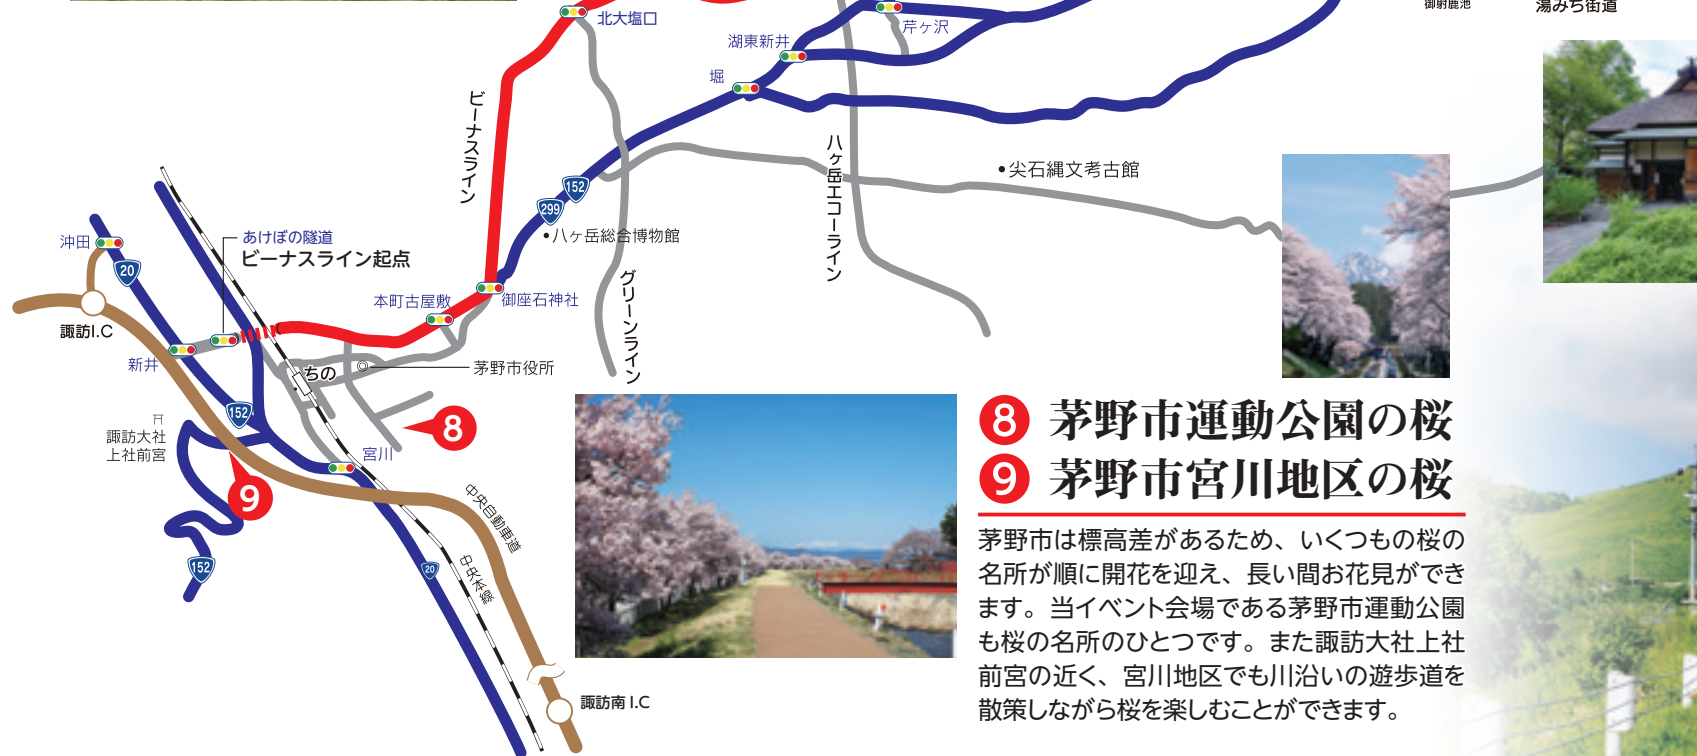 御射鹿池
湯みち街道
北大塩口
芹ヶ沢
湖東新井
堀
ビーナスライン
八ヶ岳エコーライン
•尖石縄文考古館
152
299
•八ヶ岳総合博物館
グリーンライン
沖田
20
あけぼの隧道
ビーナスライン起点
本町古屋敷
御座石神社
諏訪I.C
新井
ちの
茅野市役所
152
諏訪大社
上社前宮
8
宮川
9
中央自動車道
中央本線
152
20
諏訪南I.C
8 茅野市運動公園の桜
9 茅野市宮川地区の桜
茅野市は標高差があるため、いくつもの桜の
名所が順に開花を迎え、長い間お花見ができ
ます。当イベント会場である茅野市運動公園
も桜の名所のひとつです。また諏訪大社上社
前宮の近く、宮川地区でも川沿いの遊歩道を
散策しながら桜を楽しむことができます。